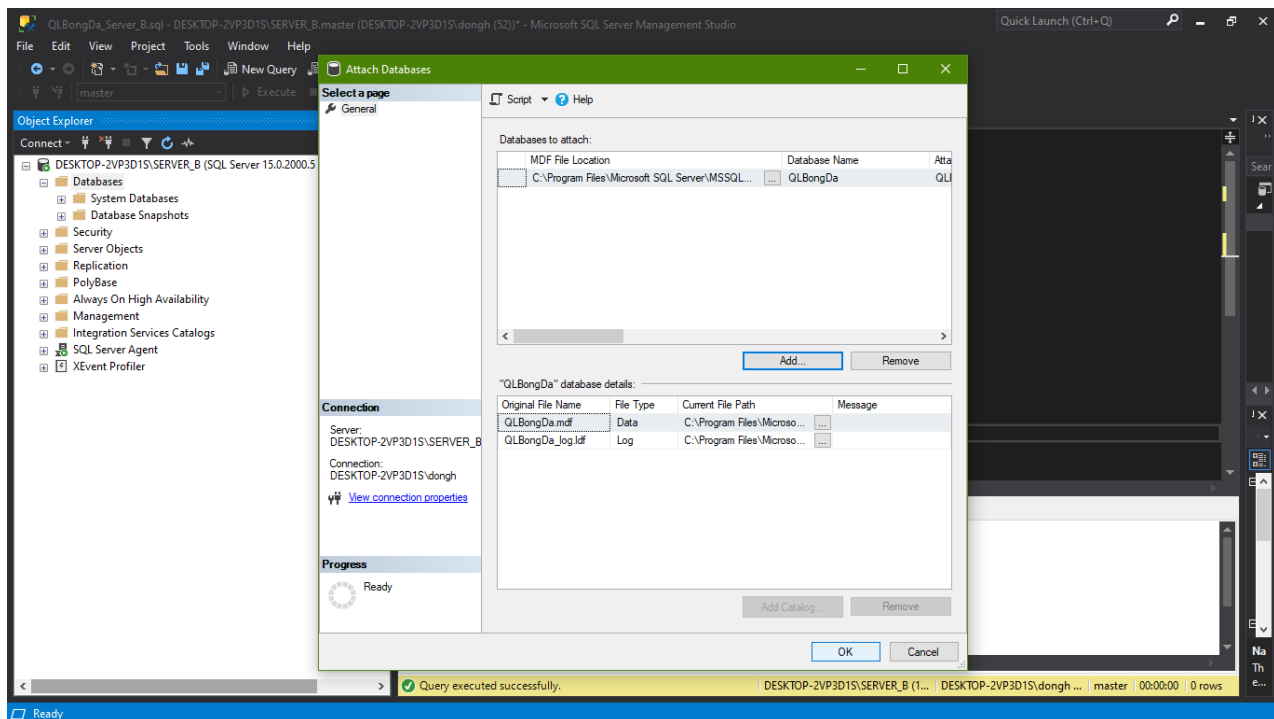 QLBongDa_Server_B.sql - DESKTOP-2VP3D1S\SERVER_B.master (DESKTOP-2VP3D1S\dongh (52))* - Microsoft SQL Server Management Studio
Quick Launch (Ctrl+Q)
File Edit View Project Tools Window Help
New Query
master
Execute
Object Explorer
Connect
DESKTOP-2VP3D1S\SERVER_B (SQL Server 15.0.2000.5
Databases
System Databases
Database Snapshots
Security
Server Objects
Replication
PolyBase
Always On High Availability
Management
Integration Services Catalogs
SQL Server Agent
XEvent Profiler
Attach Databases
Select a page
General
Script Help
Databases to attach:
MDF File Location Database Name Atta
C:\Program Files\Microsoft SQL Server\MSSQL... ... QLBongDa QLI
Add... Remove
"QLBongDa" database details:
Original File Name File Type Current File Path Message
QLBongDa.mdf Data C:\Program Files\Microso... ...
QLBongDa_log.ldf Log C:\Program Files\Microso... ...
Add Catalog... Remove
Connection
Server:
DESKTOP-2VP3D1S\SERVER_B
Connection:
DESKTOP-2VP3D1S\dongh
View connection properties
Progress
Ready
OK Cancel
Sear
Na
Th
e...
Query executed successfully. DESKTOP-2VP3D1S\SERVER_B (1... DESKTOP-2VP3D1S\dongh ... master 00:00:00 0 rows
Ready